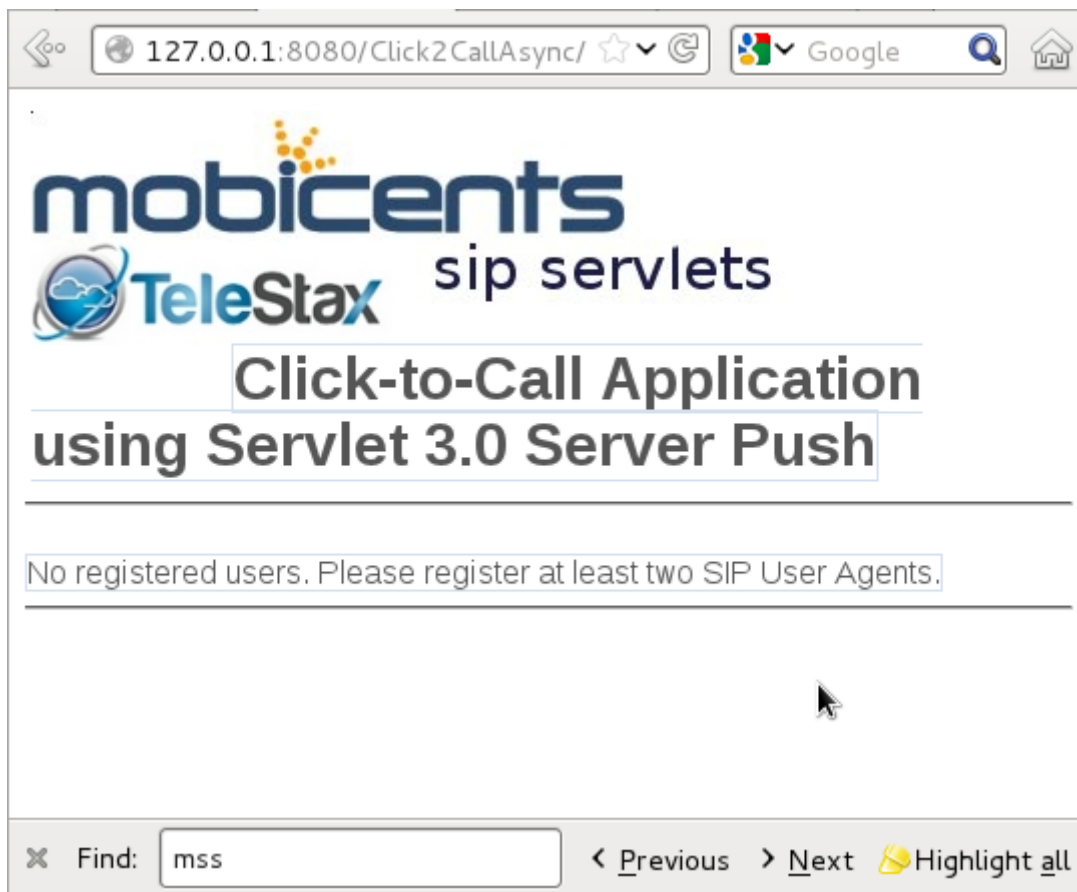 127.0.0.1:8080/Click2CallAsync/ Google
mobicents
TeleStax sip servlets
Click-to-Call Application
using Servlet 3.0 Server Push
No registered users. Please register at least two SIP User Agents.
Find: mss Previous Next Highlight all